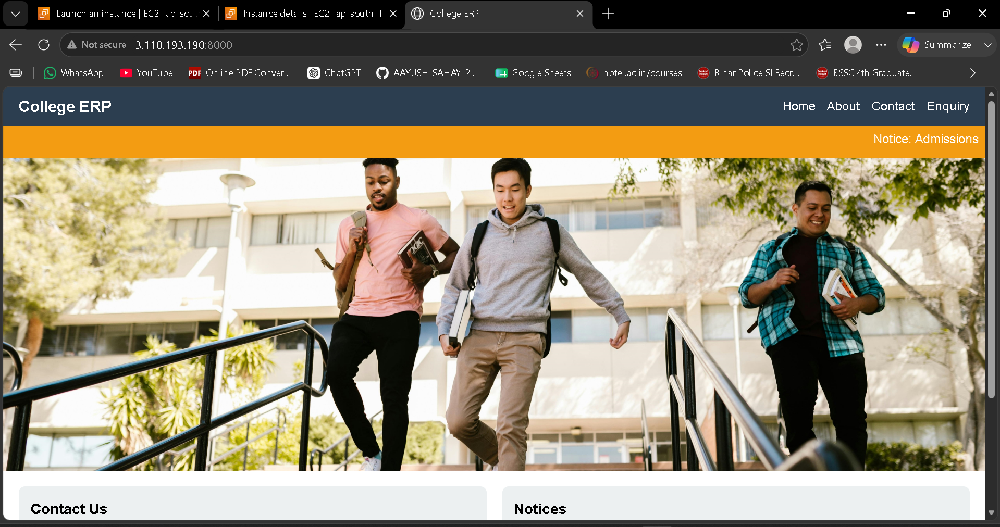 Launch an instance | EC2 | ap-sout
Instance details | EC2 | ap-south-1
College ERP
Not secure 3.110.193.190:8000
Summarize
WhatsApp
YouTube
PDF Online PDF Conver...
ChatGPT
AAYUSH-SAHAY-2...
Google Sheets
nptel.ac.in/courses
Bihar Police SI Recr...
BSSC 4th Graduate...
College ERP
Home About Contact Enquiry
Notice: Admissions
Contact Us
Notices